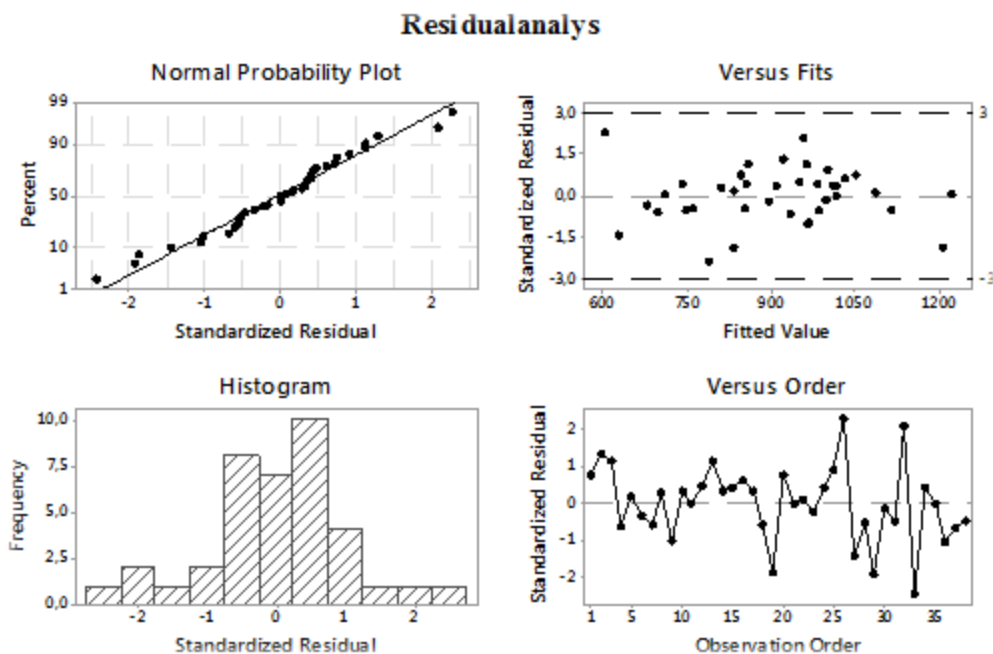 Residualanalys
Normal Probability Plot
99
90
50
10
1
Percent
-2 -1 0 1 2
Standardized Residual
Versus Fits
3,0
1,5
0,0
-1,5
-3,0
3
-3
Standardized Residual
600 750 900 1050 1200
Fitted Value
Histogram
10,0
7,5
5,0
2,5
0,0
Frequency
-2 -1 0 1 2
Standardized Residual
Versus Order
2
1
0
-1
-2
Standardized Residual
1 5 10 15 20 25 30 35
Observation Order